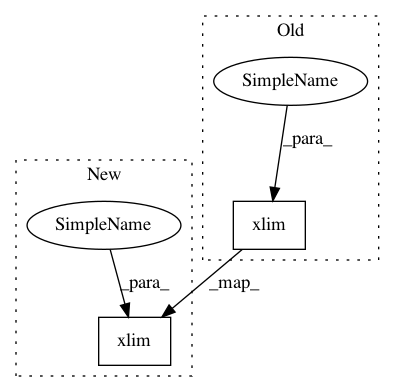 Old
SimpleName
_para_
New
SimpleName
xlim
_para_
_map_
xlim